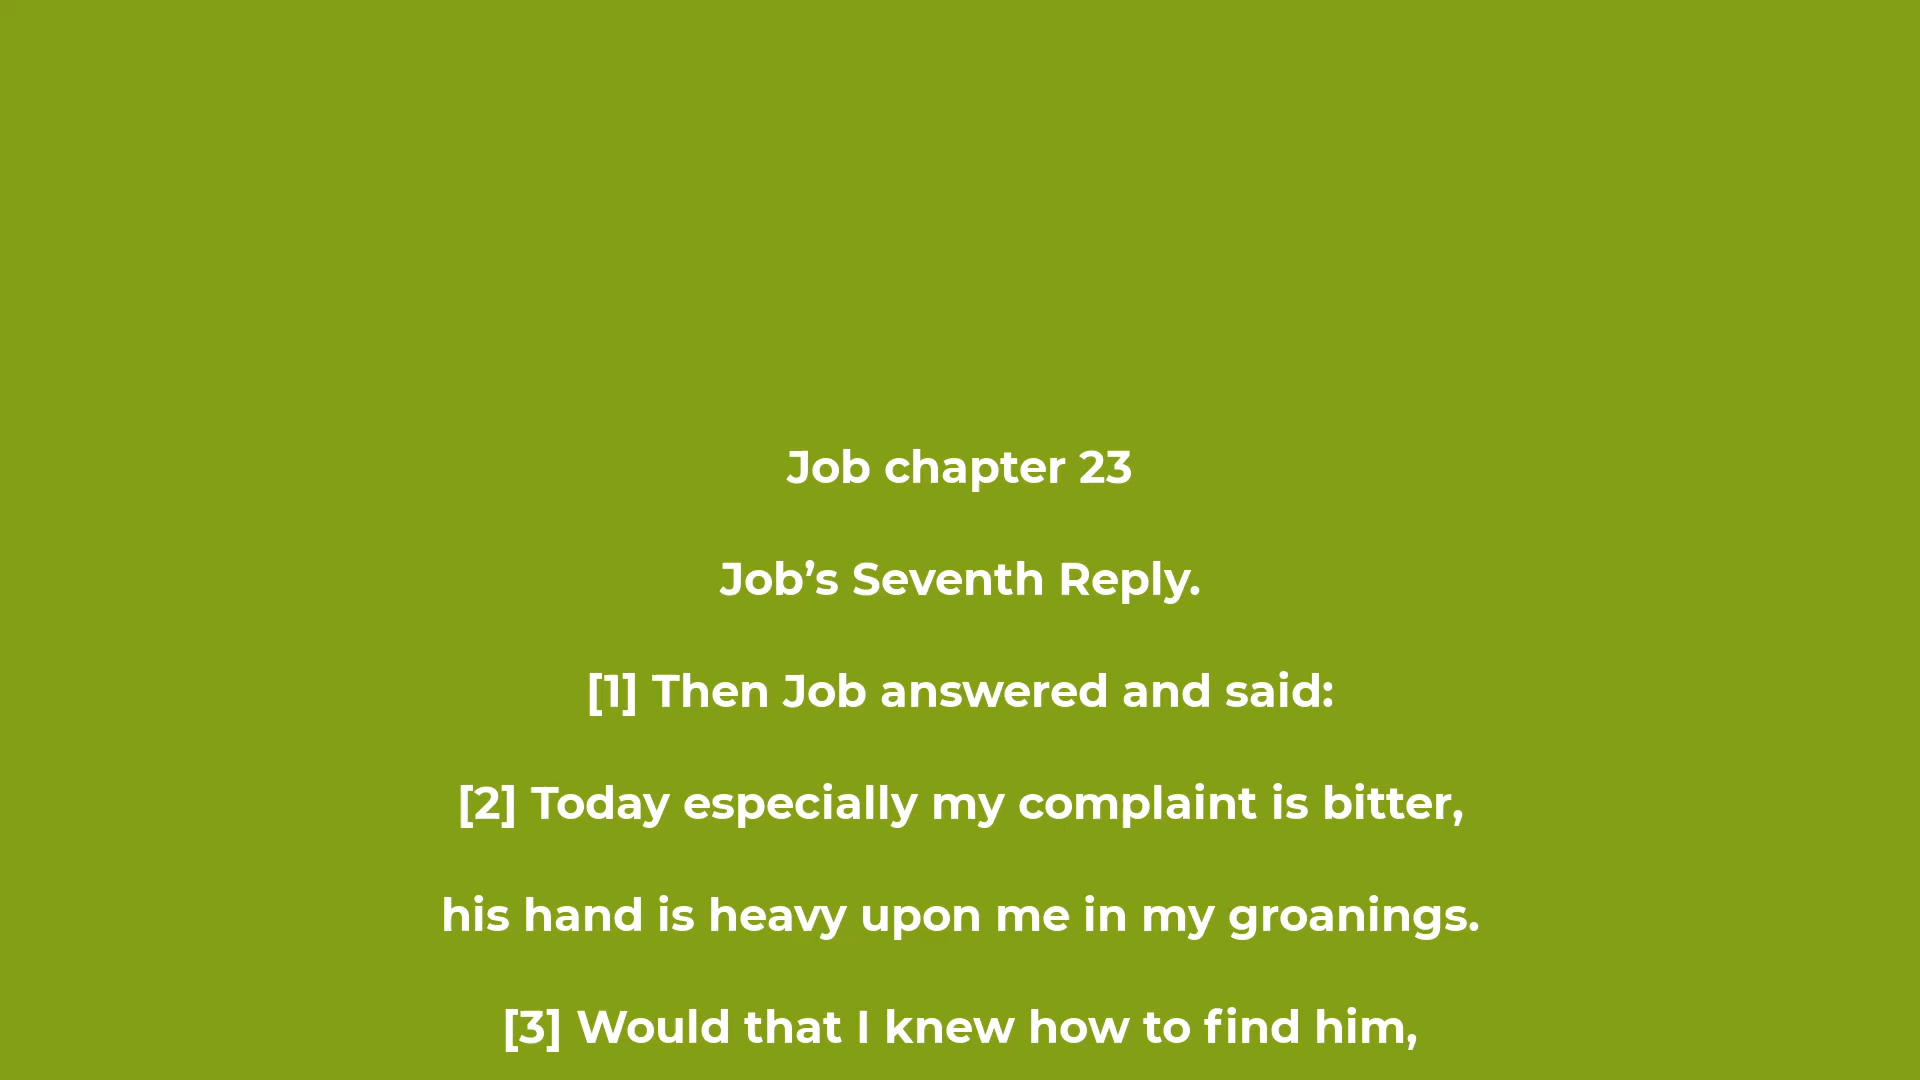 Job chapter 23
Job’s Seventh Reply.
[1] Then Job answered and said:
[2] Today especially my complaint is bitter,
his hand is heavy upon me in my groanings.
[3] Would that I knew how to find him,